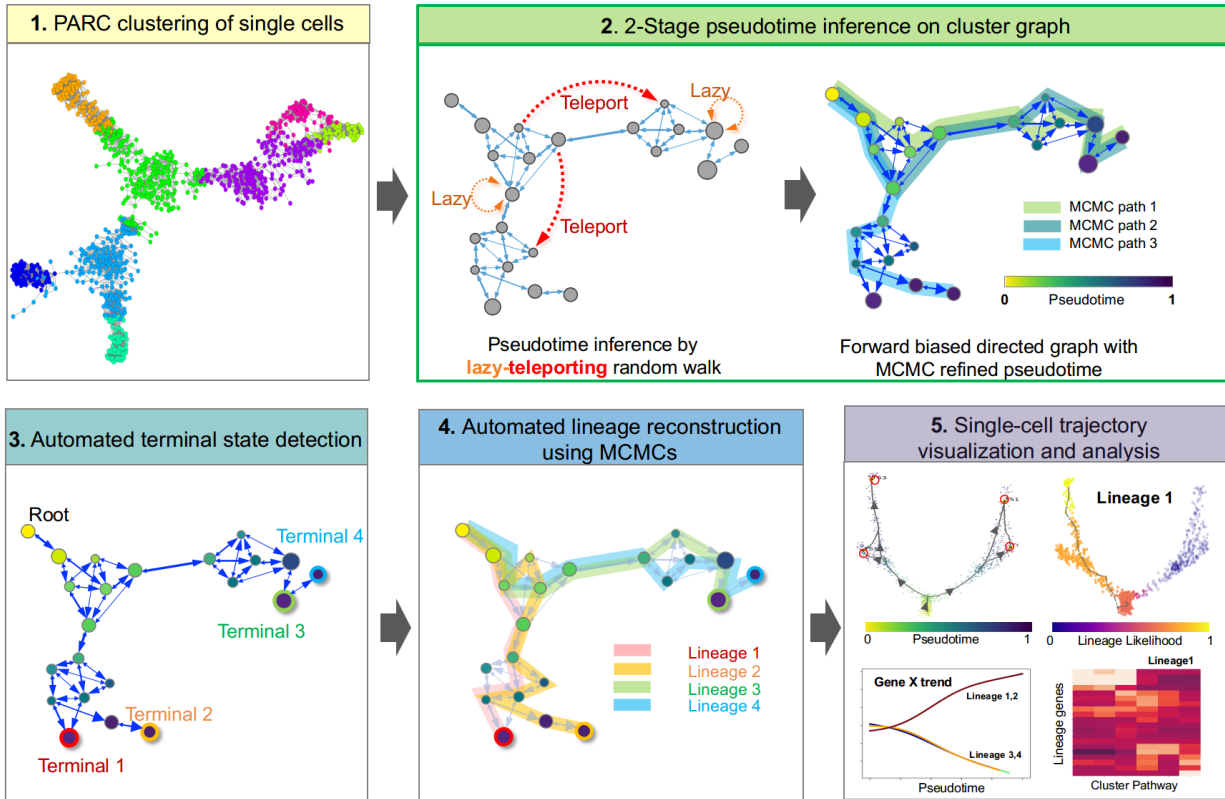 1. PARC clustering of single cells
2. 2-Stage pseudotime inference on cluster graph
Teleport
Lazy
Lazy
Teleport
MCMC path 1
MCMC path 2
MCMC path 3
0 Pseudotime 1
Pseudotime inference by
lazy-teleporting random walk
Forward biased directed graph with
MCMC refined pseudotime
3. Automated terminal state detection
Root
Terminal 4
Terminal 3
Terminal 2
Terminal 1
4. Automated lineage reconstruction
using MCMCs
Lineage 1
Lineage 2
Lineage 3
Lineage 4
5. Single-cell trajectory
visualization and analysis
Lineage 1
0 Pseudotime 1
0 Lineage Likelihood 1
Gene X trend
Lineage 1,2
Lineage 3,4
Pseudotime
Lineage1
Lineage genes
Cluster Pathway